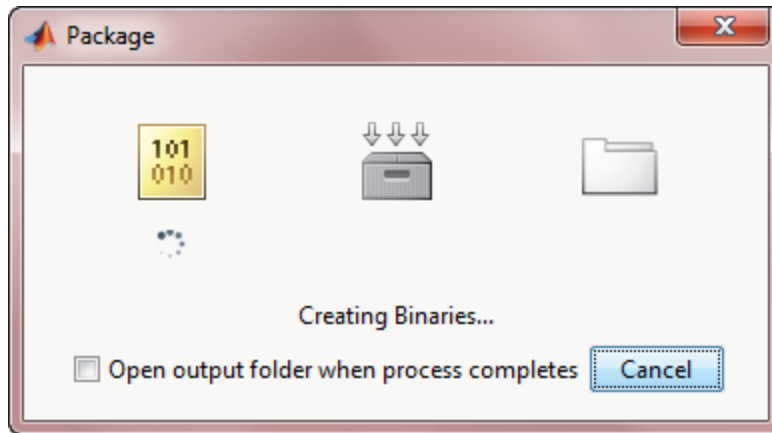 Package
101
010
Creating Binaries...
Open output folder when process completes
Cancel